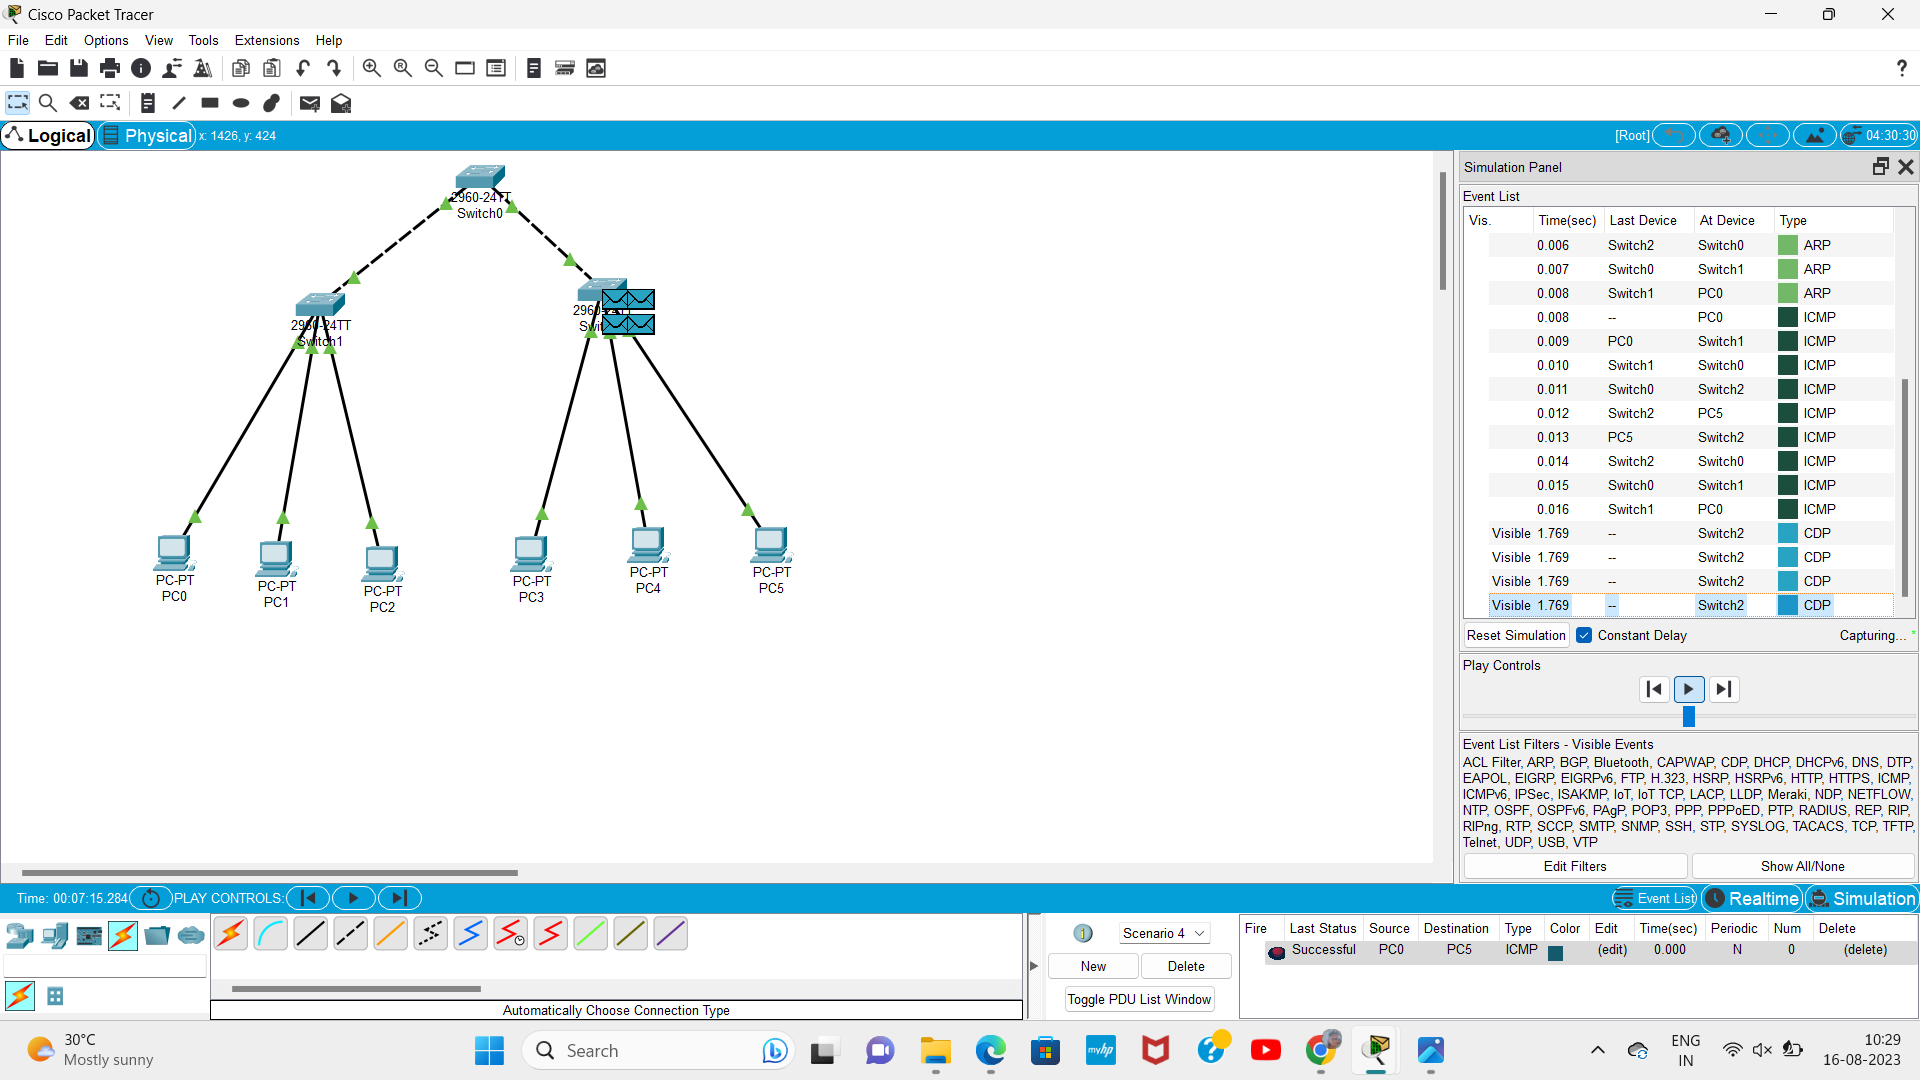 Cisco Packet Tracer
File Edit Options View Tools Extensions Help
Logical Physical x: 1426, y: 424 [Root] 04:30:30
2960-24TT
Switch0
2960-24TT
Switch1
PC-PT
PC0
PC-PT
PC1
PC-PT
PC2
PC-PT
PC3
PC-PT
PC4
PC-PT
PC5
Simulation Panel
Event List
Vis. Time(sec) Last Device At Device Type
0.006 Switch2 Switch0 ARP
0.007 Switch0 Switch1 ARP
0.008 Switch1 PC0 ARP
0.008 -- PC0 ICMP
0.009 PC0 Switch1 ICMP
0.010 Switch1 Switch0 ICMP
0.011 Switch0 Switch2 ICMP
0.012 Switch2 PC5 ICMP
0.013 PC5 Switch2 ICMP
0.014 Switch2 Switch0 ICMP
0.015 Switch0 Switch1 ICMP
0.016 Switch1 PC0 ICMP
Visible 1.769 -- Switch2 CDP
Visible 1.769 -- Switch2 CDP
Visible 1.769 -- Switch2 CDP
Visible 1.769 -- Switch2 CDP
Reset Simulation Constant Delay Capturing...
Play Controls
Event List Filters - Visible Events
ACL Filter, ARP, BGP, Bluetooth, CAPWAP, CDP, DHCP, DHCPv6, DNS, DTP,
EAPOL, EIGRP, EIGRPv6, FTP, H.323, HSRP, HSRPv6, HTTP, HTTPS, ICMP,
ICMPv6, IPSec, ISAKMP, IoT, IoT TCP, LACP, LLDP, Meraki, NDP, NETFLOW,
NTP, OSPF, OSPFv6, PAgP, POP3, PPP, PPPoED, PTP, RADIUS, REP, RIP,
RIPng, RTP, SCCP, SMTP, SNMP, SSH, STP, SYSLOG, TACACS, TCP, TFTP,
Telnet, UDP, USB, VTP
Edit Filters Show All/None
Time: 00:07:15.284 PLAY CONTROLS: Event List Realtime Simulation
Automatically Choose Connection Type
Scenario 4
New Delete
Toggle PDU List Window
Fire Last Status Source Destination Type Color Edit Time(sec) Periodic Num Delete
Successful PC0 PC5 ICMP (edit) 0.000 N 0 (delete)
30°C
Mostly sunny
Search
myhp
ENG
IN
10:29
16-08-2023